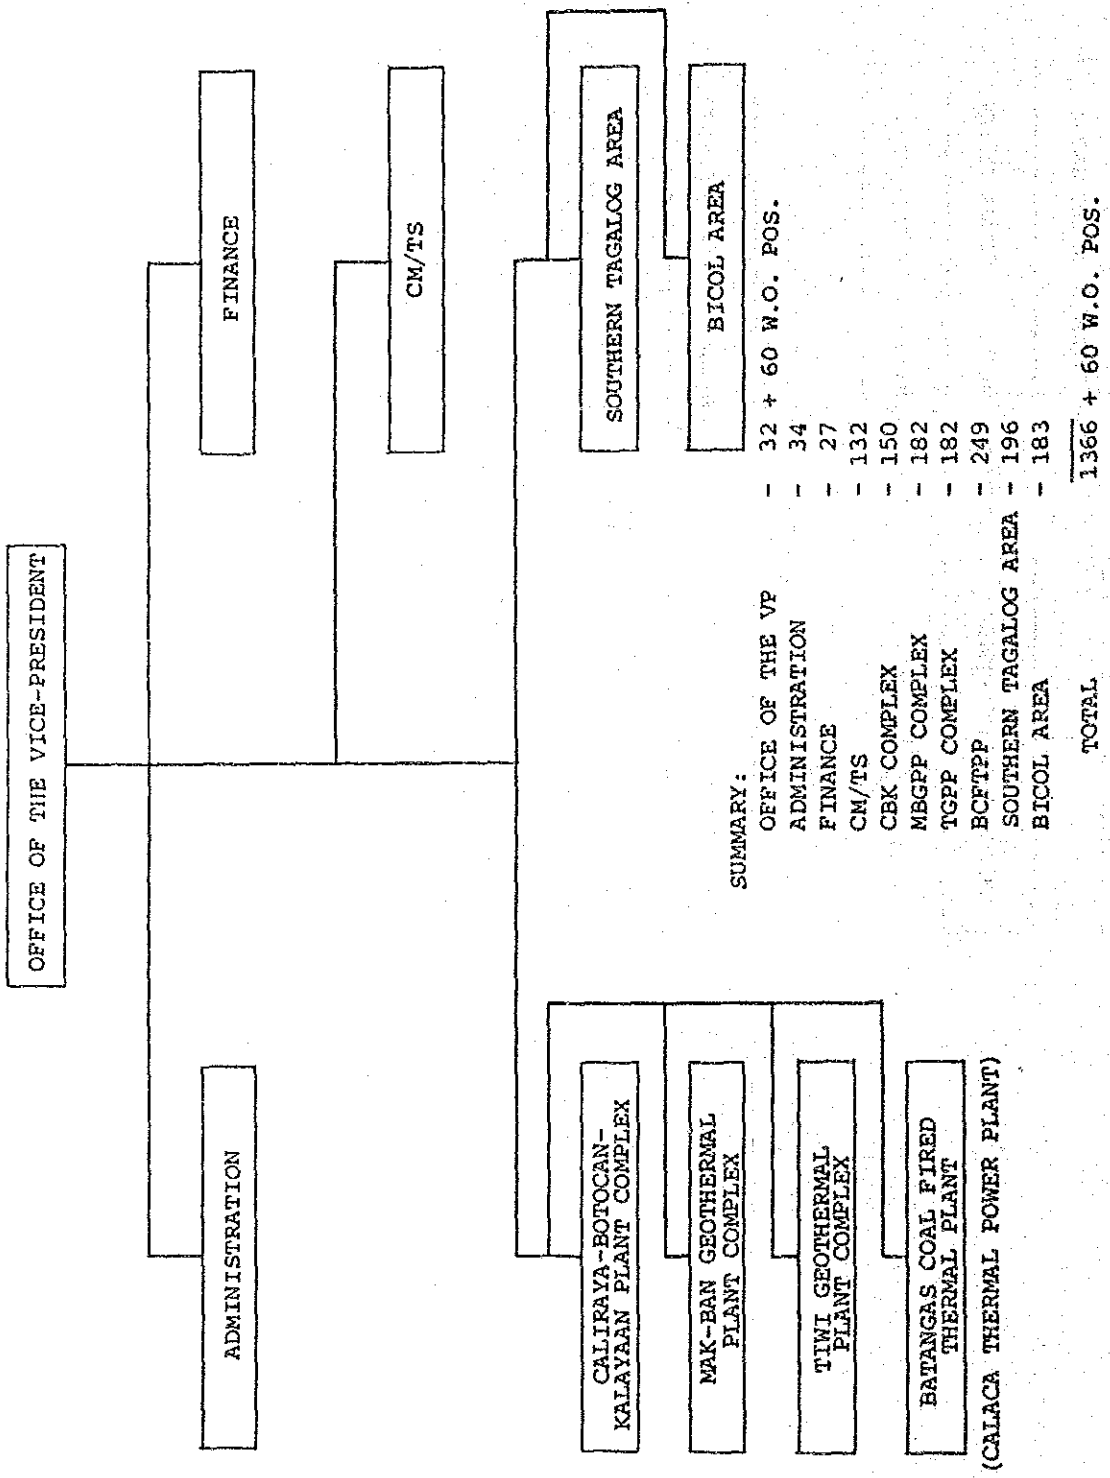 OFFICE OF THE VICE-PRESIDENT
ADMINISTRATION
FINANCE
CM/TS
CALIRAYA-BOTOCAN-
KALAYAAN PLANT COMPLEX
MAK-BAN GEOTHERMAL
PLANT COMPLEX
TIWI GEOTHERMAL
PLANT COMPLEX
BATANGAS COAL FIRED
THERMAL PLANT
(CALACA THERMAL POWER PLANT)
SOUTHERN TAGALOG AREA
BICOL AREA
SUMMARY:
OFFICE OF THE VP - 32 + 60 W.O. POS.
ADMINISTRATION - 34
FINANCE - 27
CM/TS - 132
CBK COMPLEX - 150
MBGPP COMPLEX - 182
TGPP COMPLEX - 182
BCFTPP - 249
SOUTHERN TAGALOG AREA - 196
BICOL AREA - 183
TOTAL 1366 + 60 W.O. POS.